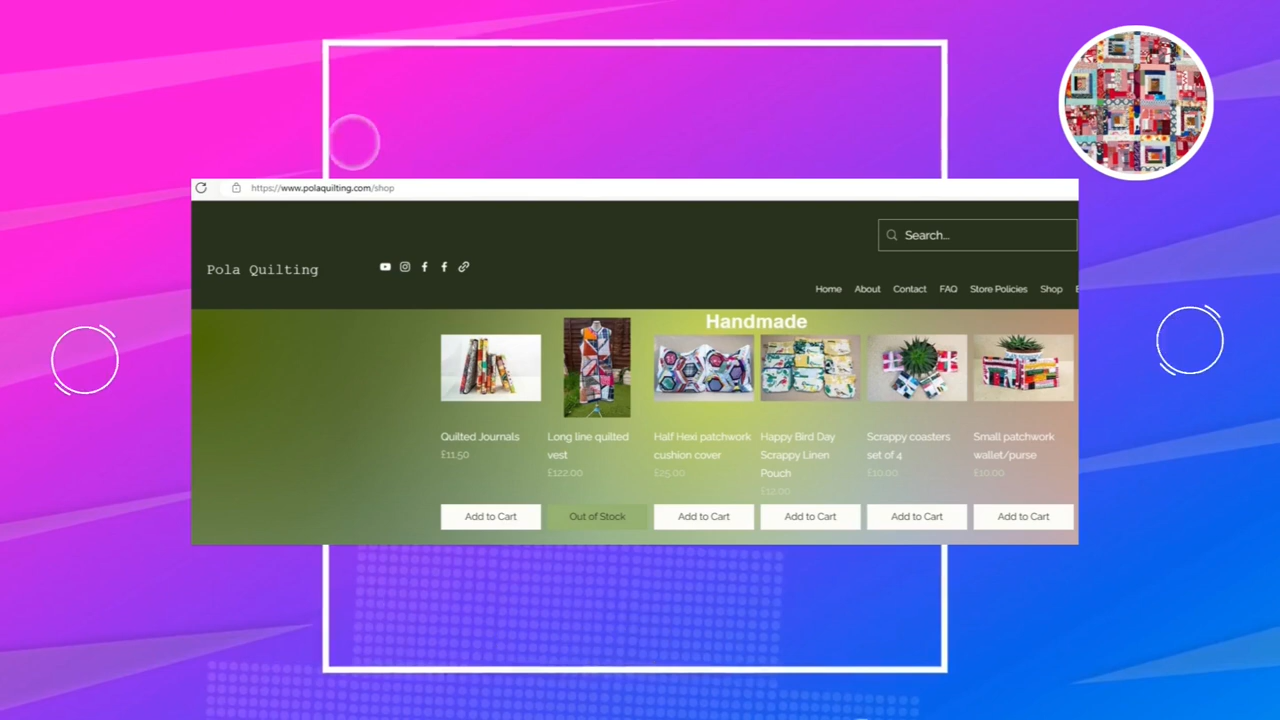 https://www.polaquilting.com/shop
Search...
Pola Quilting
Home About Contact FAQ Store Policies Shop
Handmade
Quilted Journals
£11.50
Add to Cart
Long line quilted
vest
£122.00
Out of Stock
Half Hexi patchwork
cushion cover
£25.00
Add to Cart
Happy Bird Day
Scrappy Linen
Pouch
£12.00
Add to Cart
Scrappy coasters
set of 4
£10.00
Add to Cart
Small patchwork
wallet/purse
£10.00
Add to Cart